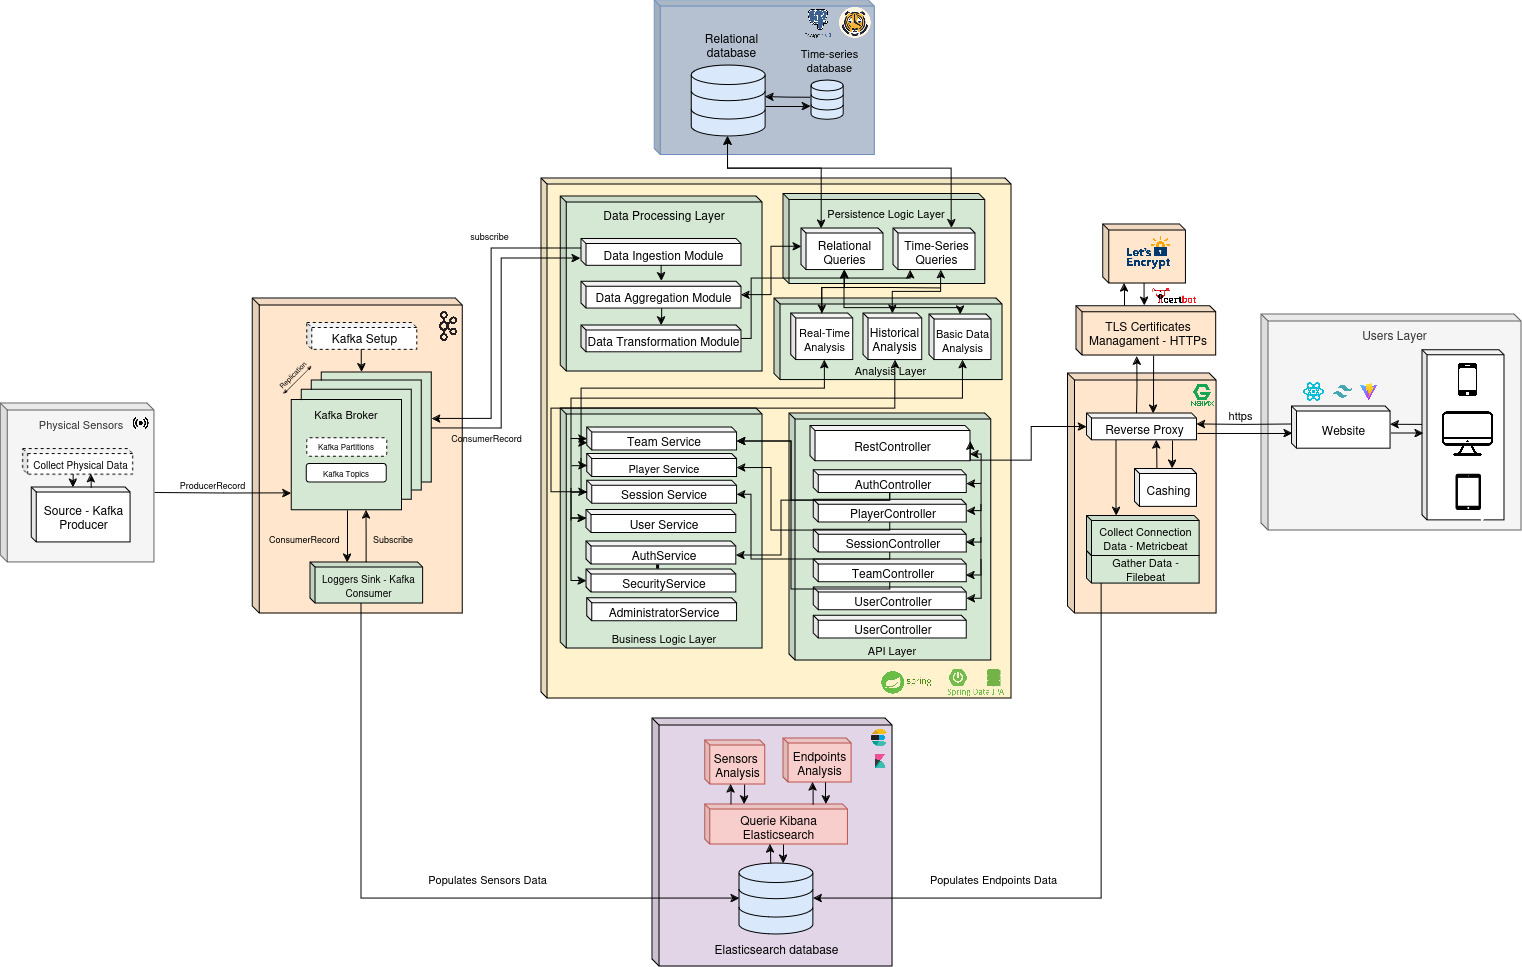 Relational
database
Time-series
database
Data Processing Layer
Data Ingestion Module
Data Aggregation Module
Data Transformation Module
Persistence Logic Layer
Relational
Queries
Time-Series
Queries
Real-Time
Analysis
Historical
Analysis
Basic Data
Analysis
Analysis Layer
subscribe
ConsumerRecord
Kafka Setup
Replication
Kafka Broker
Kafka Partitions
Kafka Topics
ConsumerRecord
Subscribe
Loggers Sink - Kafka
Consumer
Physical Sensors
Collect Physical Data
Source - Kafka
Producer
ProducerRecord
Team Service
Player Service
Session Service
User Service
AuthService
SecurityService
AdministratorService
Business Logic Layer
RestController
AuthController
PlayerController
SessionController
TeamController
UserController
UserController
API Layer
spring
Spring Data JPA
Let's
Encrypt
certbot
TLS Certificates
Managament - HTTPs
NGINX
Reverse Proxy
Cashing
Collect Connection
Data - Metricbeat
Gather Data -
Filebeat
https
Users Layer
Website
Sensors
Analysis
Endpoints
Analysis
Querie Kibana
Elasticsearch
Elasticsearch database
Populates Sensors Data
Populates Endpoints Data